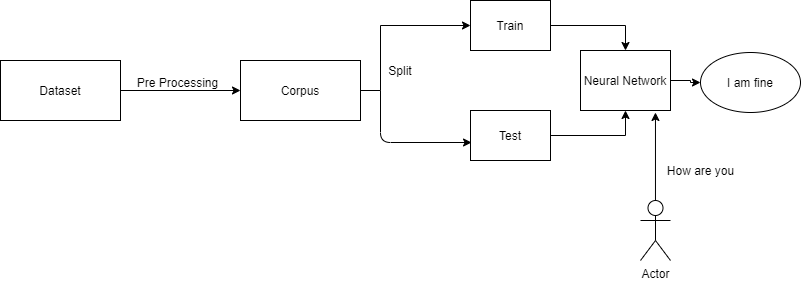 Train
Split
Pre Processing
Dataset
Corpus
Neural Network
I am fine
Test
How are you
Actor